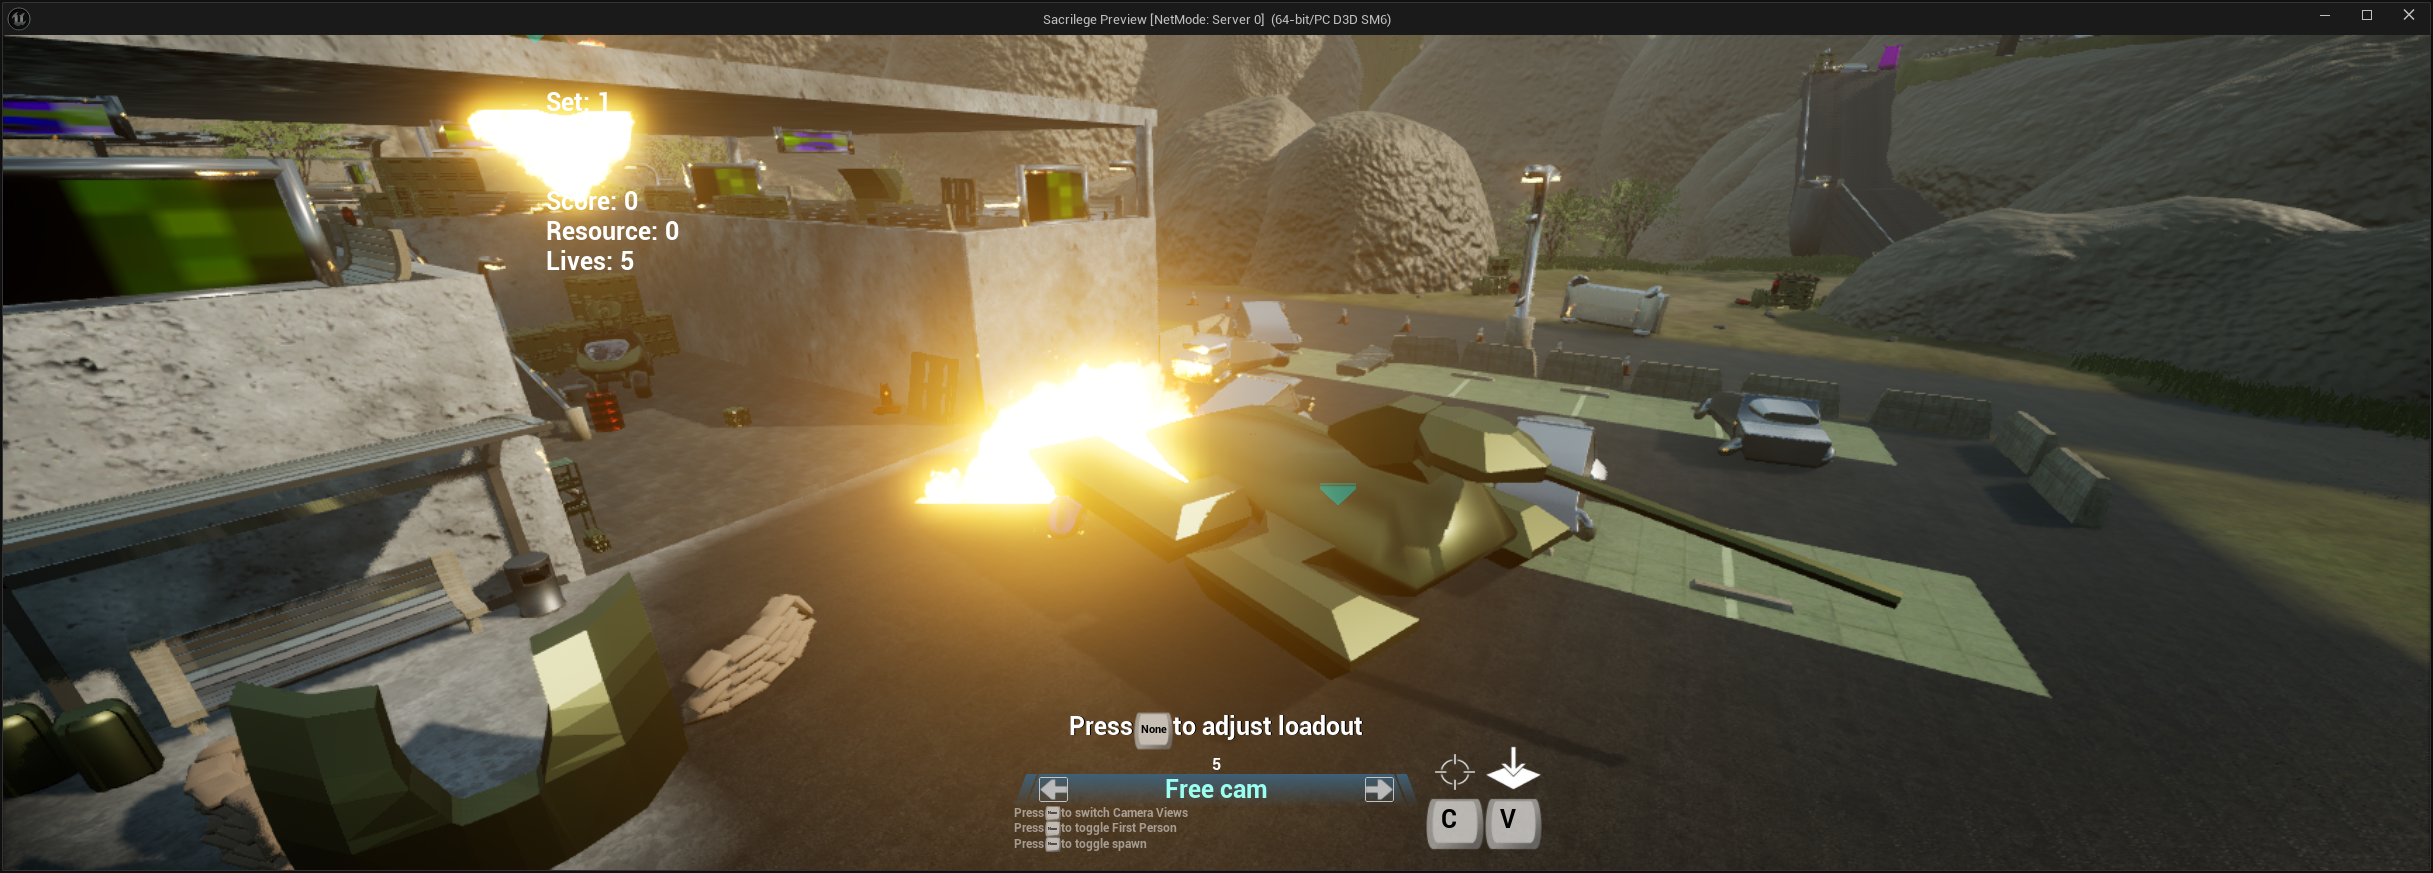 Sacrilege Preview [NetMode: Server 0]  (64-bit/PC D3D SM6)
Set: 1
Score: 0
Resource: 0
Lives: 5
Press None to adjust loadout
5
Free cam
Press to switch Camera Views
Press to toggle First Person
Press to toggle spawn
C V